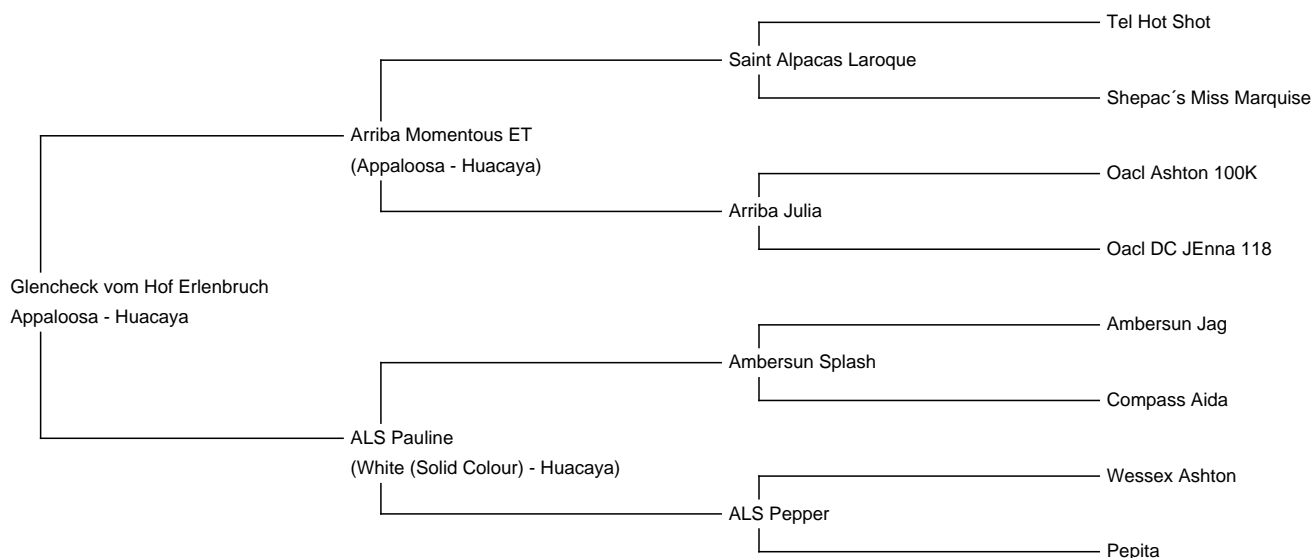 Tel Hot Shot
Saint Alpacas Laroque
Shepac´s Miss Marquise
Arriba Momentous ET
(Appaloosa - Huacaya)
Oacl Ashton 100K
Arriba Julia
Oacl DC JEnna 118
Glencheck vom Hof Erlenbruch
Appaloosa - Huacaya
Ambersun Jag
Ambersun Splash
Compass Aida
ALS Pauline
(White (Solid Colour) - Huacaya)
Wessex Ashton
ALS Pepper
Pepita